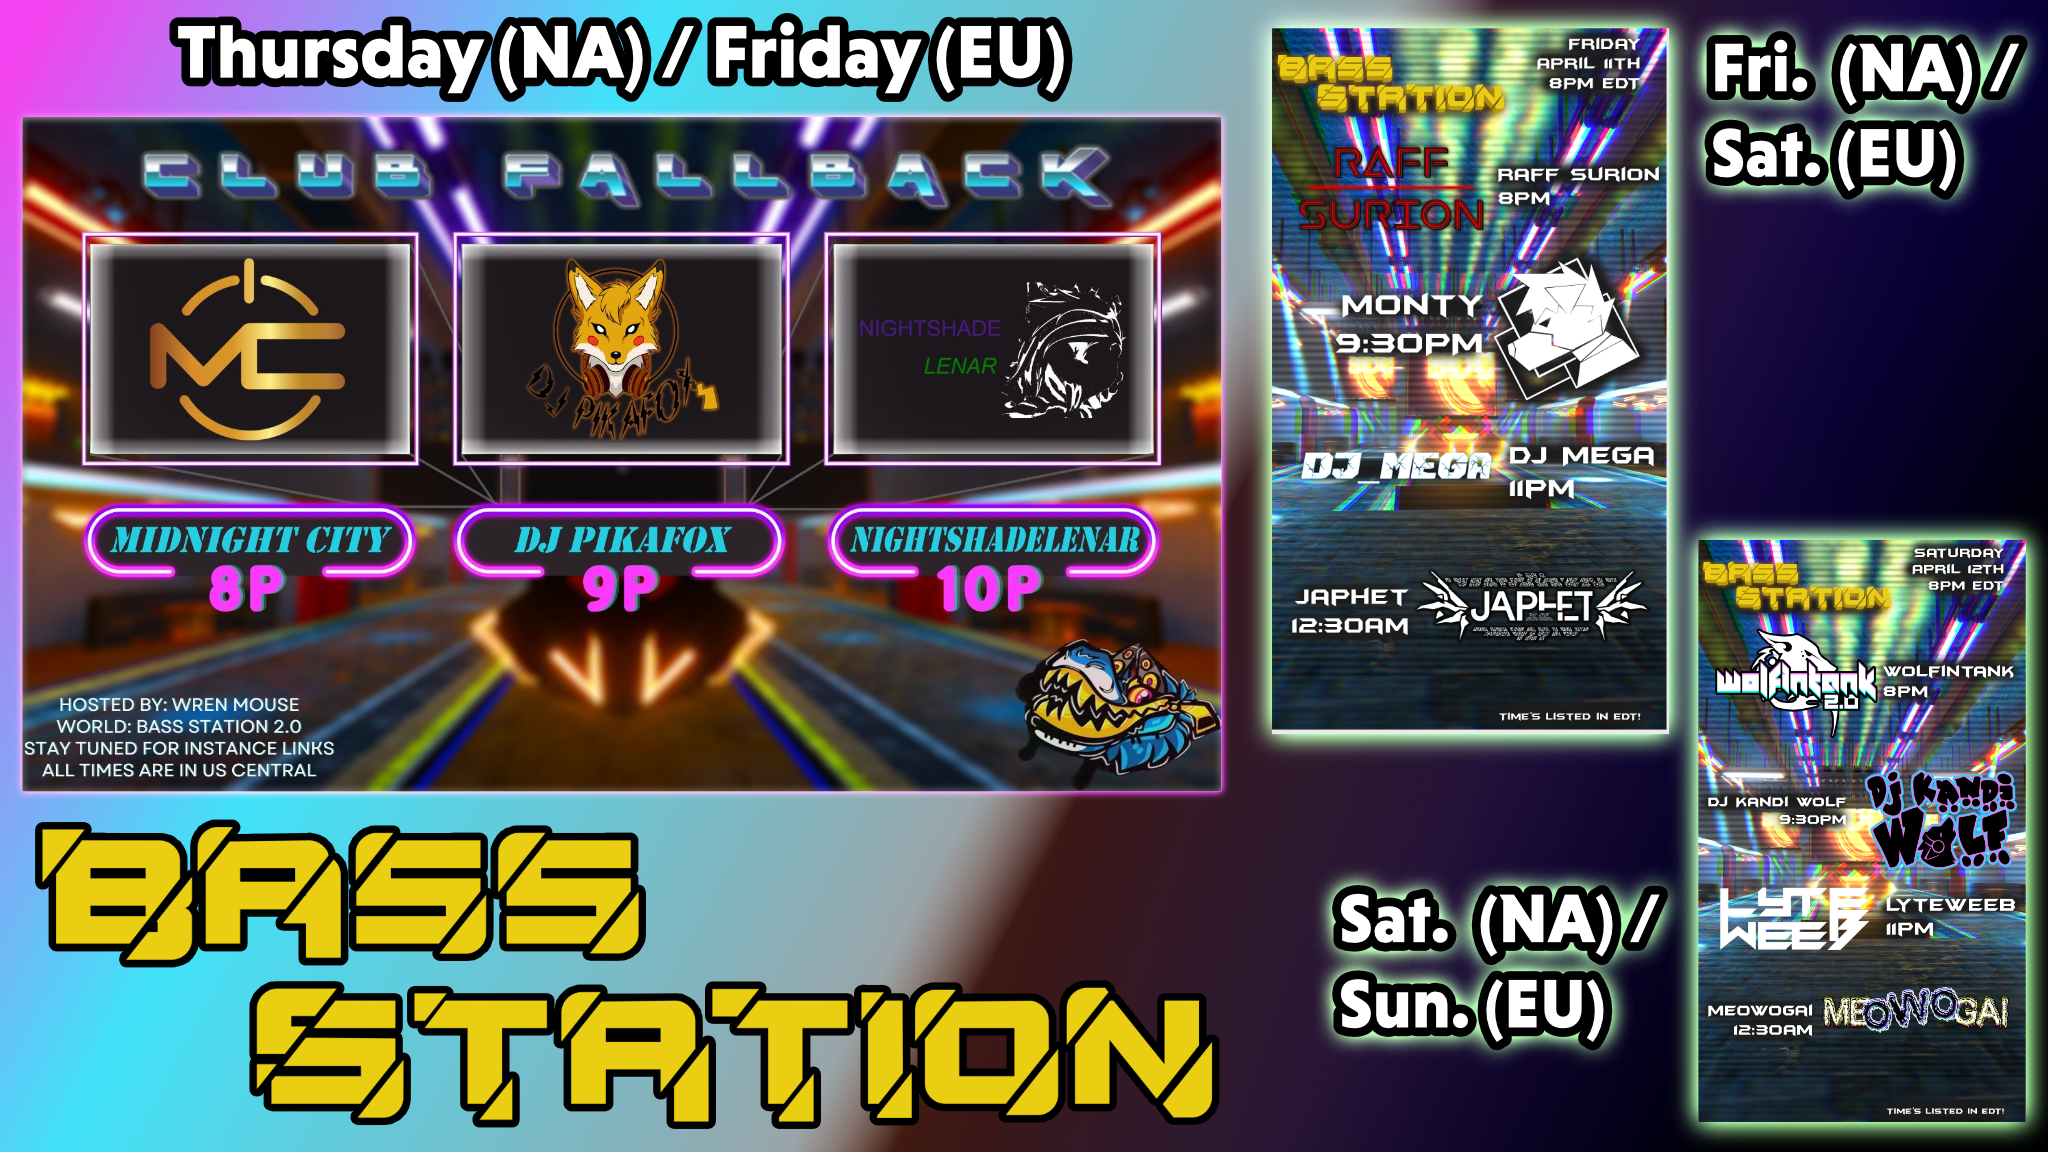 Thursday (NA) / Friday (EU)
CLUB FALLBACK
MC
DJ PIKAFOX
NIGHTSHADE
LENAR
MIDNIGHT CITY
8P
DJ PIKAFOX
9P
NIGHTSHADELENAR
10P
HOSTED BY: WREN MOUSE
WORLD: BASS STATION 2.0
STAY TUNED FOR INSTANCE LINKS
ALL TIMES ARE IN US CENTRAL
BASS
STATION
Fri. (NA) /
Sat. (EU)
BASS
STATION
FRIDAY
APRIL 11TH
8PM EDT
RAFF
SURION
RAFF SURION
8PM
MONTY
9:30PM
DJ_MEGA
DJ MEGA
11PM
JAPHET
12:30AM
JAPHET
TIME'S LISTED IN EDT!
Sat. (NA) /
Sun. (EU)
BASS
STATION
SATURDAY
APRIL 12TH
8PM EDT
wolfintank
2.0
WOLFINTANK
8PM
DJ KANDI WOLF
9:30PM
DJ KANDi
WOLF
LYTE
WEEB
LYTEWEEB
11PM
MEOWOGAI
12:30AM
MEOWOGAI
TIME'S LISTED IN EDT!